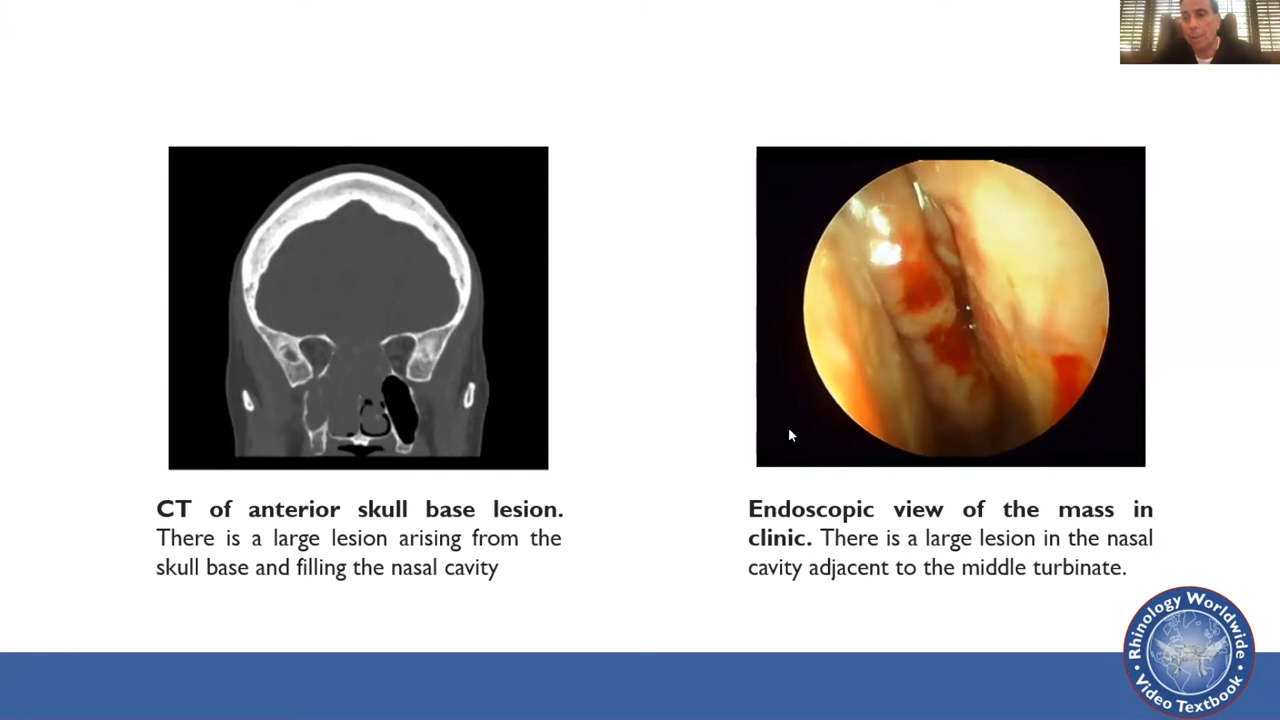 CT of anterior skull base lesion.
There is a large lesion arising from the
skull base and filling the nasal cavity
Endoscopic view of the mass in
clinic. There is a large lesion in the nasal
cavity adjacent to the middle turbinate.
Rhinology Worldwide
• Video Textbook •